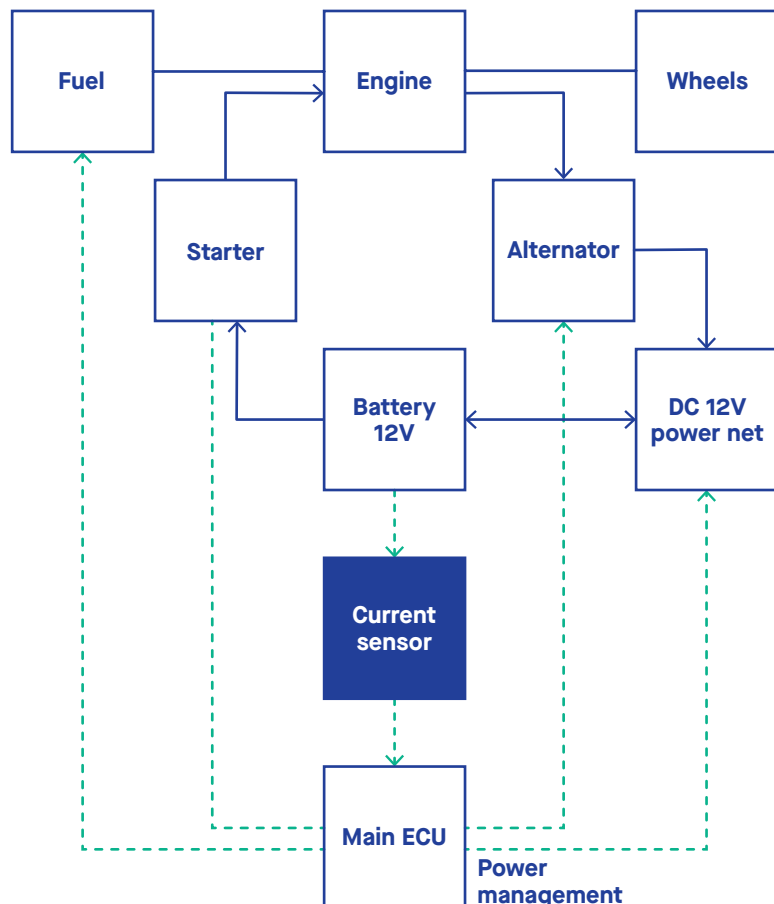 Fuel
Engine
Wheels
Starter
Alternator
Battery
12V
DC 12V
power net
Current
sensor
Main ECU
Power
management